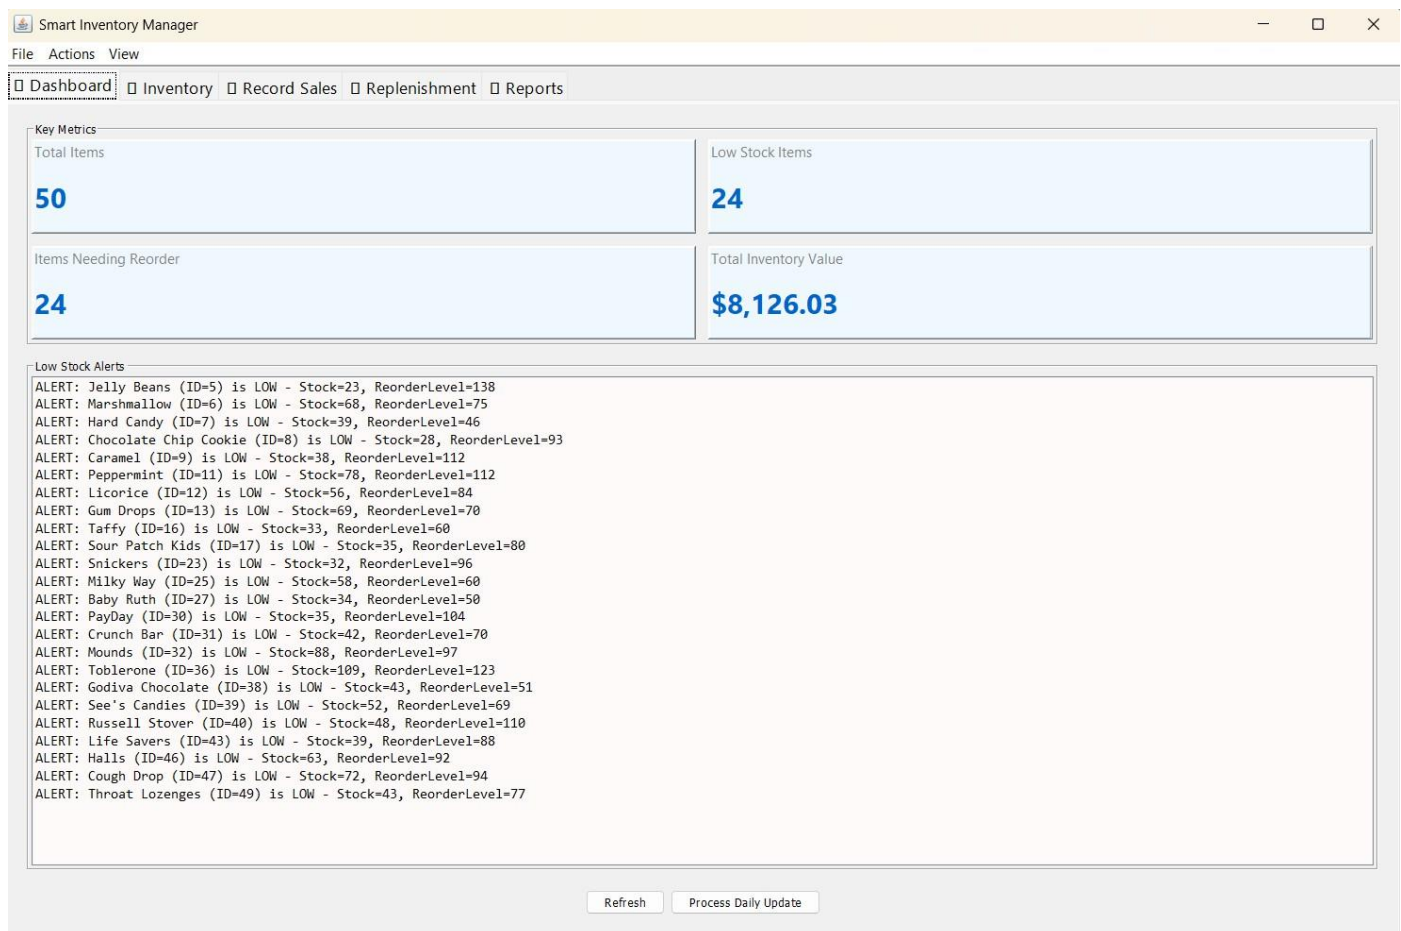 Smart Inventory Manager
File Actions View
Dashboard Inventory Record Sales Replenishment Reports
Key Metrics
Total Items
50
Low Stock Items
24
Items Needing Reorder
24
Total Inventory Value
$8,126.03
Low Stock Alerts
ALERT: Jelly Beans (ID=5) is LOW - Stock=23, ReorderLevel=138
ALERT: Marshmallow (ID=6) is LOW - Stock=68, ReorderLevel=75
ALERT: Hard Candy (ID=7) is LOW - Stock=39, ReorderLevel=46
ALERT: Chocolate Chip Cookie (ID=8) is LOW - Stock=28, ReorderLevel=93
ALERT: Caramel (ID=9) is LOW - Stock=38, ReorderLevel=112
ALERT: Peppermint (ID=11) is LOW - Stock=78, ReorderLevel=112
ALERT: Licorice (ID=12) is LOW - Stock=56, ReorderLevel=84
ALERT: Gum Drops (ID=13) is LOW - Stock=69, ReorderLevel=70
ALERT: Taffy (ID=16) is LOW - Stock=33, ReorderLevel=60
ALERT: Sour Patch Kids (ID=17) is LOW - Stock=35, ReorderLevel=80
ALERT: Snickers (ID=23) is LOW - Stock=32, ReorderLevel=96
ALERT: Milky Way (ID=25) is LOW - Stock=58, ReorderLevel=60
ALERT: Baby Ruth (ID=27) is LOW - Stock=34, ReorderLevel=50
ALERT: PayDay (ID=30) is LOW - Stock=35, ReorderLevel=104
ALERT: Crunch Bar (ID=31) is LOW - Stock=42, ReorderLevel=70
ALERT: Mounds (ID=32) is LOW - Stock=88, ReorderLevel=97
ALERT: Toblerone (ID=36) is LOW - Stock=109, ReorderLevel=123
ALERT: Godiva Chocolate (ID=38) is LOW - Stock=43, ReorderLevel=51
ALERT: See's Candies (ID=39) is LOW - Stock=52, ReorderLevel=69
ALERT: Russell Stover (ID=40) is LOW - Stock=48, ReorderLevel=110
ALERT: Life Savers (ID=43) is LOW - Stock=39, ReorderLevel=88
ALERT: Halls (ID=46) is LOW - Stock=63, ReorderLevel=92
ALERT: Cough Drop (ID=47) is LOW - Stock=72, ReorderLevel=94
ALERT: Throat Lozenges (ID=49) is LOW - Stock=43, ReorderLevel=77
Refresh Process Daily Update